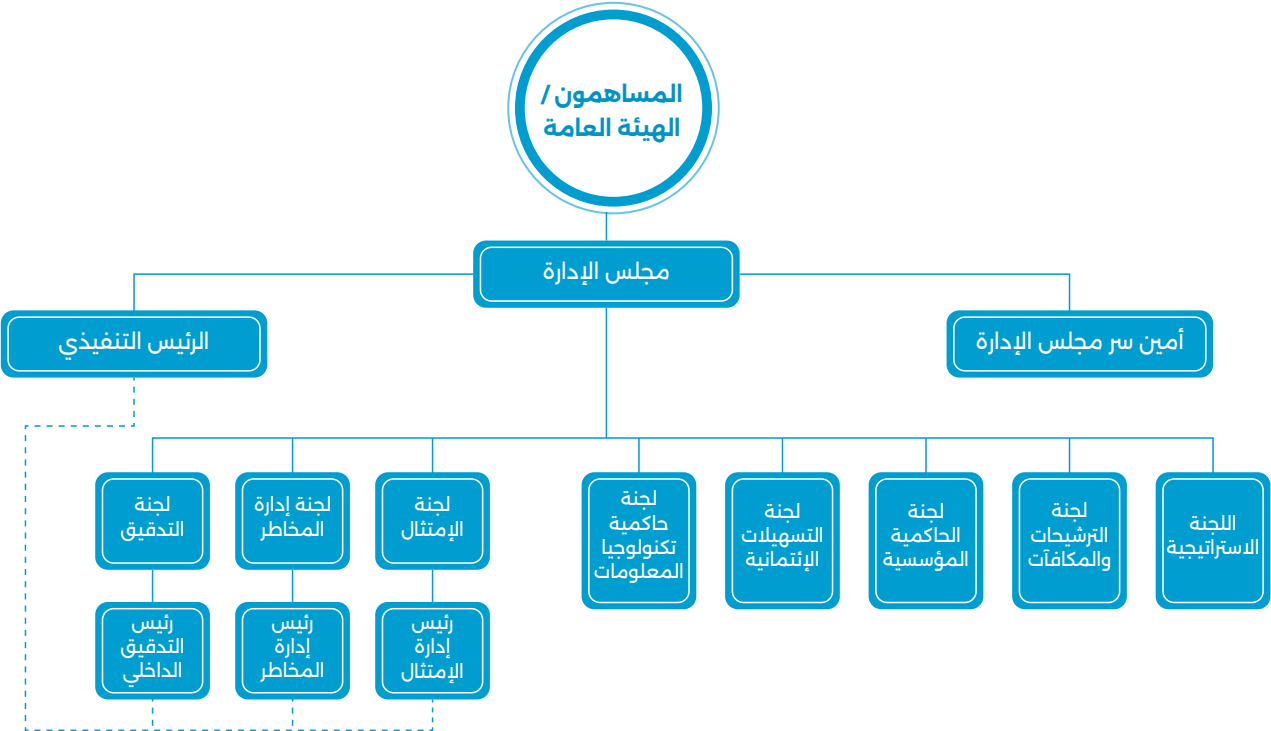 المساهمون /
الهيئة العامة
مجلس الإدارة
أمين سر مجلس الإدارة
الرئيس التنفيذي
اللجنة
الاستراتيجية
لجنة
الترشيحات
والمكافآت
لجنة
الحاكمية
المؤسسية
لجنة
التسهيلات
الإئتمانية
لجنة
حاكمية
تكنولوجيا
المعلومات
لجنة
الإمتثال
لجنة إدارة
المخاطر
لجنة
التدقيق
رئيس
إدارة
الإمتثال
رئيس
إدارة
المخاطر
رئيس
التدقيق
الداخلي